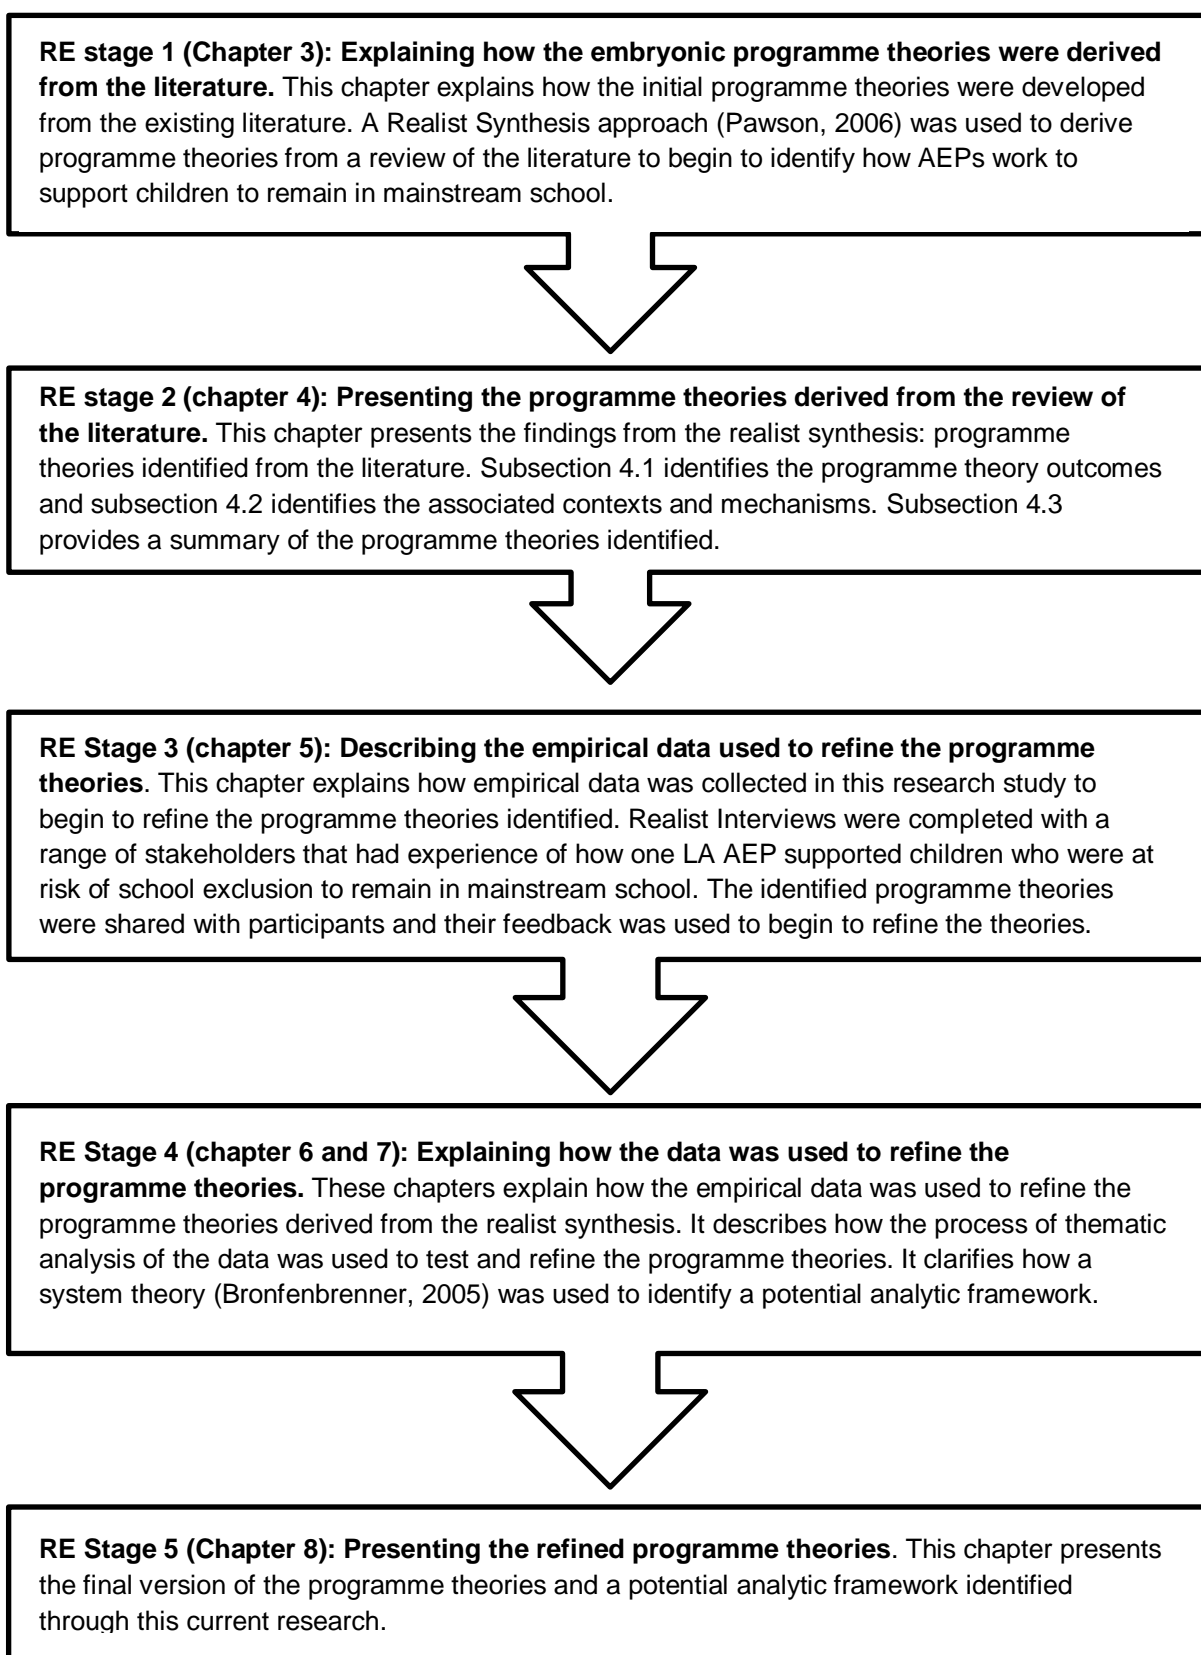 RE stage 1 (Chapter 3): Explaining how the embryonic programme theories were derived
from the literature. This chapter explains how the initial programme theories were developed
from the existing literature. A Realist Synthesis approach (Pawson, 2006) was used to derive
programme theories from a review of the literature to begin to identify how AEPs work to
support children to remain in mainstream school.
RE stage 2 (chapter 4): Presenting the programme theories derived from the review of
the literature. This chapter presents the findings from the realist synthesis: programme
theories identified from the literature. Subsection 4.1 identifies the programme theory outcomes
and subsection 4.2 identifies the associated contexts and mechanisms. Subsection 4.3
provides a summary of the programme theories identified.
RE Stage 3 (chapter 5): Describing the empirical data used to refine the programme
theories. This chapter explains how empirical data was collected in this research study to
begin to refine the programme theories identified. Realist Interviews were completed with a
range of stakeholders that had experience of how one LA AEP supported children who were at
risk of school exclusion to remain in mainstream school. The identified programme theories
were shared with participants and their feedback was used to begin to refine the theories.
RE Stage 4 (chapter 6 and 7): Explaining how the data was used to refine the
programme theories. These chapters explain how the empirical data was used to refine the
programme theories derived from the realist synthesis. It describes how the process of thematic
analysis of the data was used to test and refine the programme theories. It clarifies how a
system theory (Bronfenbrenner, 2005) was used to identify a potential analytic framework.
RE Stage 5 (Chapter 8): Presenting the refined programme theories. This chapter presents
the final version of the programme theories and a potential analytic framework identified
through this current research.